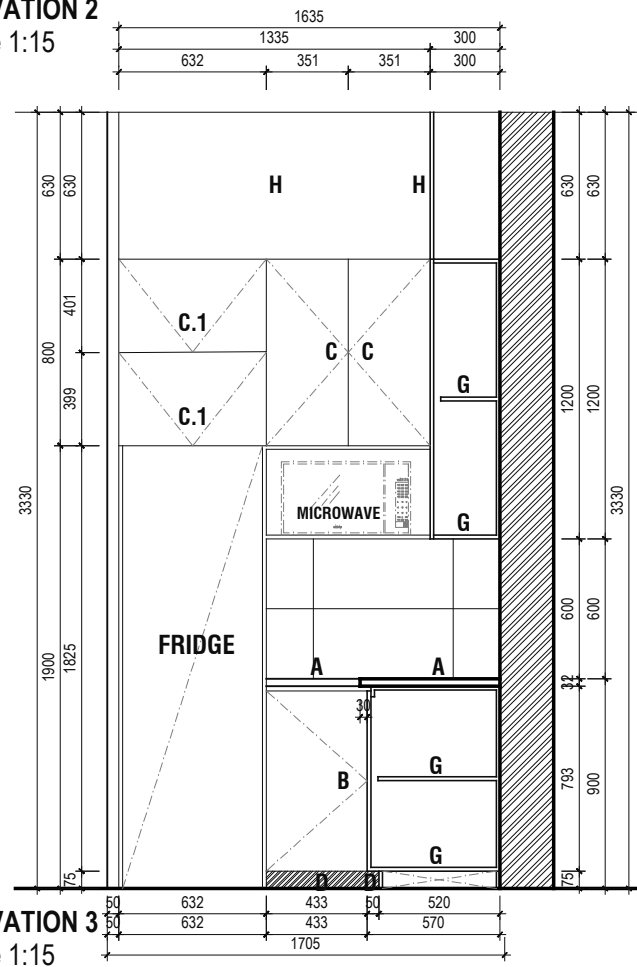 VATION 2
1:15
1635
1335 300
632 351 351 300
630 630 H H 630 630
401
C.1
800 C C
399 C.1 G 1200 1200
3330 MICROWAVE G 3330
600 600
FRIDGE
A A
32
30
1900 1825 B G 793 900
G
75 D D 75
50 632 433 50 520
50 632 433 570
VATION 3
1705
1:15